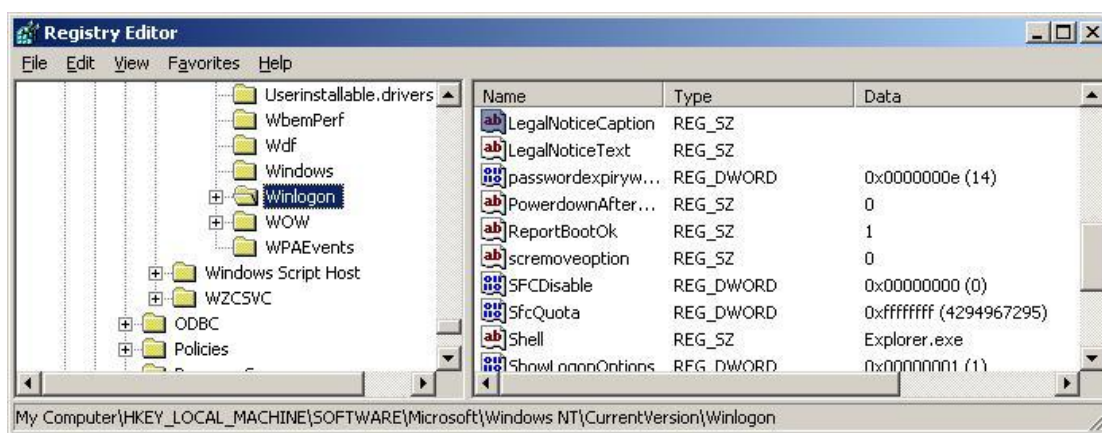 Registry Editor
File Edit View Favorites Help
Userinstallable.drivers
WbemPerf
Wdf
Windows
Winlogon
WOW
WPAEvents
Windows Script Host
WZCSVC
ODBC
Policies
Name Type Data
LegalNoticeCaption REG_SZ
LegalNoticeText REG_SZ
passwordexpiryw... REG_DWORD 0x0000000e (14)
PowerdownAfter... REG_SZ 0
ReportBootOk REG_SZ 1
scremoveoption REG_SZ 0
SFCDisable REG_DWORD 0x00000000 (0)
SfcQuota REG_DWORD 0xffffffff (4294967295)
Shell REG_SZ Explorer.exe
ShowLogonOptions REG_DWORD 0x00000001 (1)
My Computer\HKEY_LOCAL_MACHINE\SOFTWARE\Microsoft\Windows NT\CurrentVersion\Winlogon